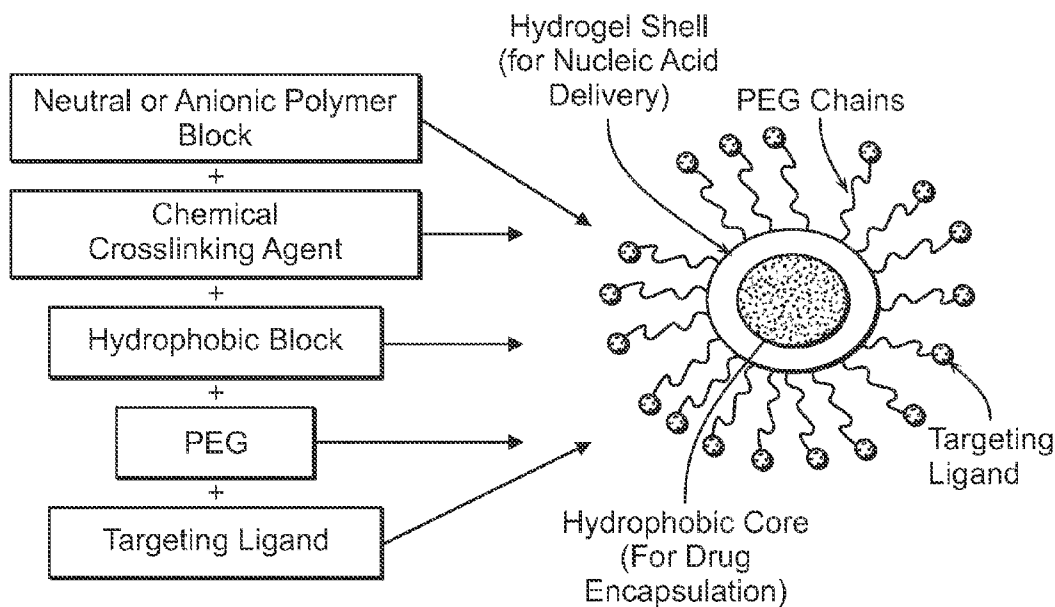 Neutral or Anionic Polymer
Block
+
Chemical
Crosslinking Agent
+
Hydrophobic Block
+
PEG
+
Targeting Ligand
Hydrogel Shell
(for Nucleic Acid
Delivery)
PEG Chains
Targeting
Ligand
Hydrophobic Core
(For Drug
Encapsulation)